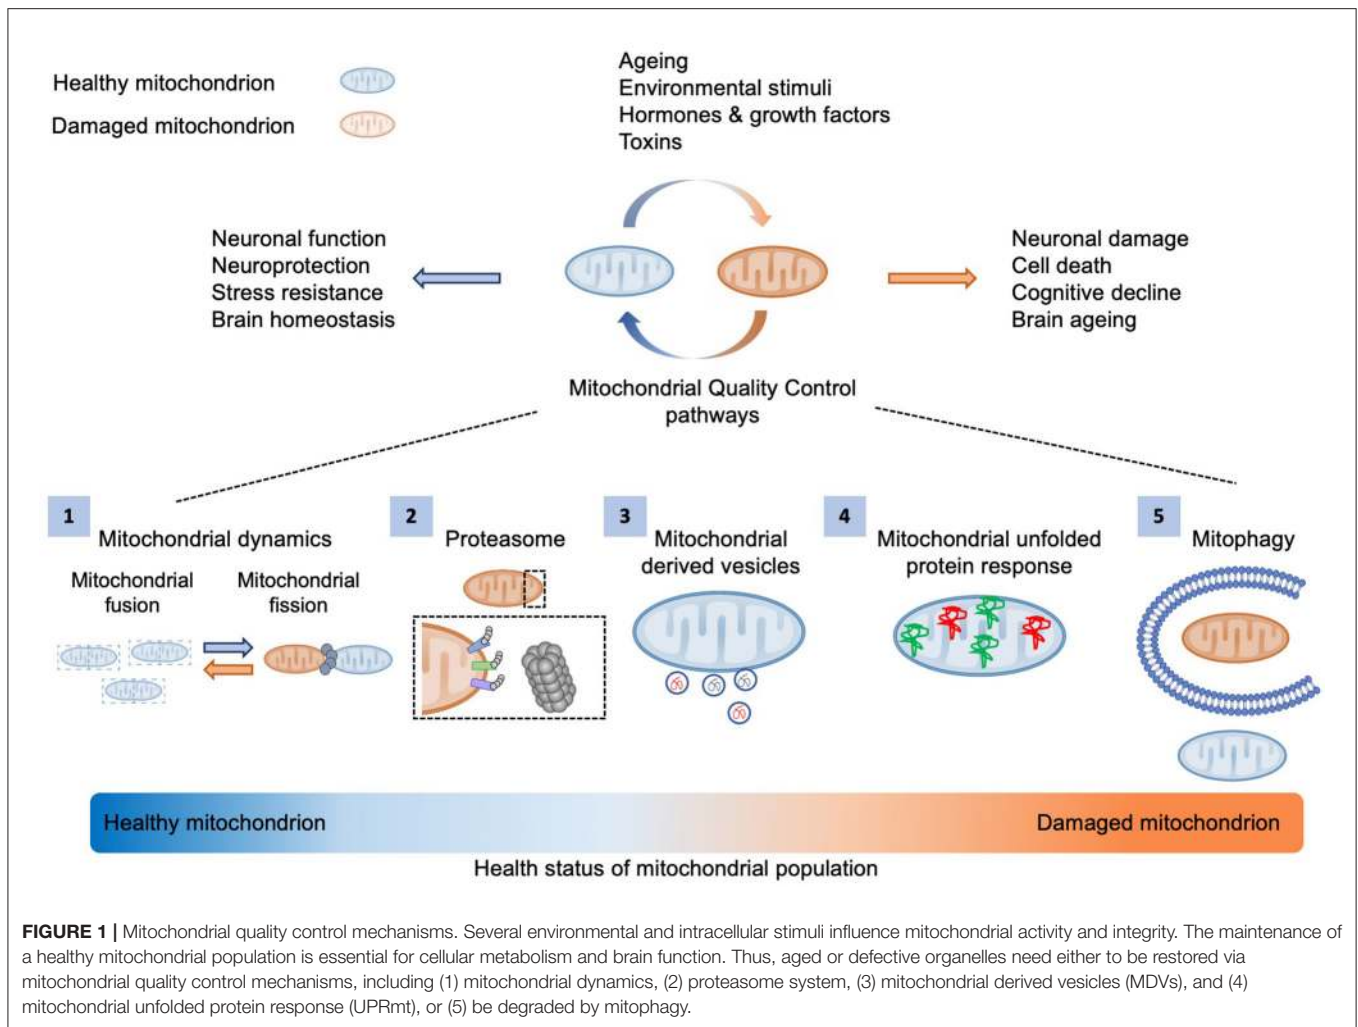 Healthy mitochondrion
Damaged mitochondrion
Ageing
Environmental stimuli
Hormones & growth factors
Toxins
Neuronal function
Neuroprotection
Stress resistance
Brain homeostasis
Neuronal damage
Cell death
Cognitive decline
Brain ageing
Mitochondrial Quality Control
pathways
1
Mitochondrial dynamics
Mitochondrial
fusion
Mitochondrial
fission
2
Proteasome
3
Mitochondrial
derived vesicles
4
Mitochondrial unfolded
protein response
5
Mitophagy
Healthy mitochondrion
Damaged mitochondrion
Health status of mitochondrial population
FIGURE 1 | Mitochondrial quality control mechanisms. Several environmental and intracellular stimuli influence mitochondrial activity and integrity. The maintenance of
a healthy mitochondrial population is essential for cellular metabolism and brain function. Thus, aged or defective organelles need either to be restored via
mitochondrial quality control mechanisms, including (1) mitochondrial dynamics, (2) proteasome system, (3) mitochondrial derived vesicles (MDVs), and (4)
mitochondrial unfolded protein response (UPRmt), or (5) be degraded by mitophagy.